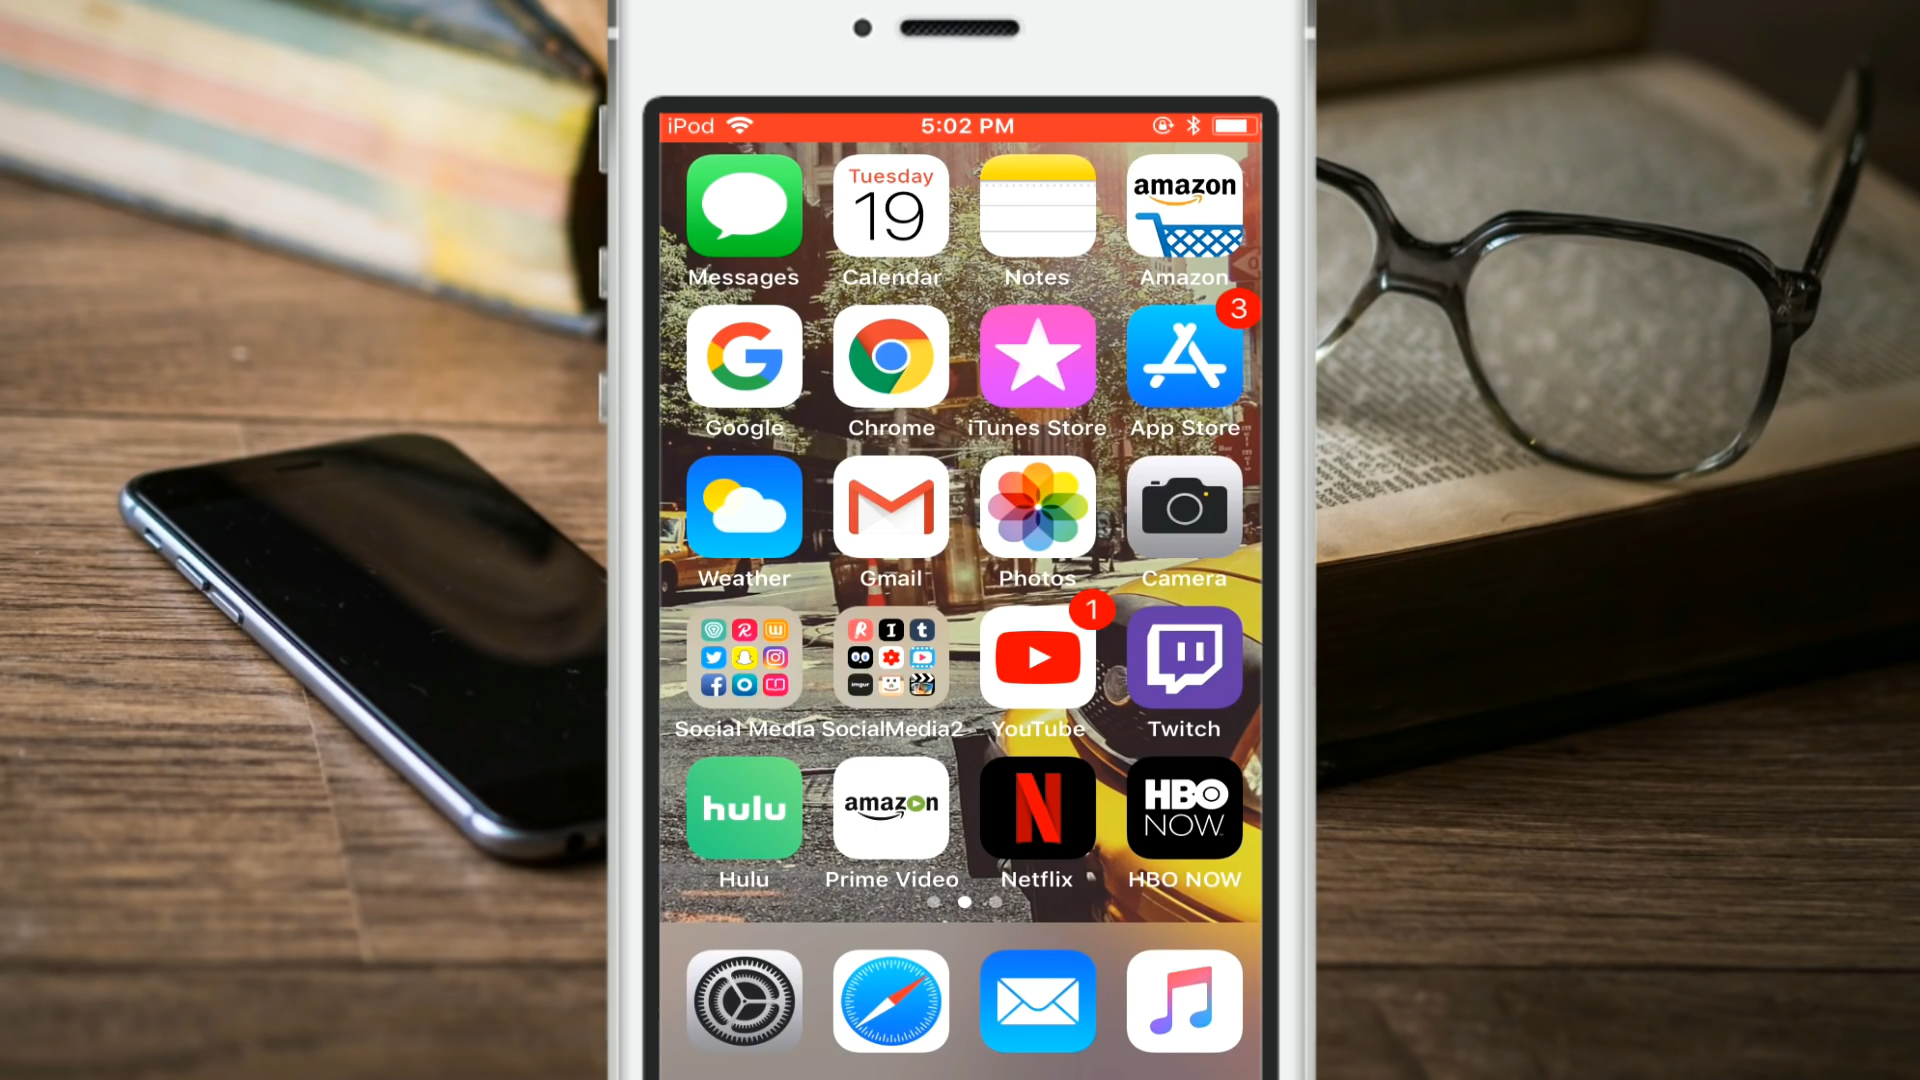 iPod 5:02 PM
Tuesday
19
amazon
Messages Calendar Notes Amazon
3
Google Chrome iTunes Store App Store
Weather Gmail Photos Camera
1
imgur
Social Media SocialMedia2 YouTube Twitch
hulu amazon N HBO
NOW
Hulu Prime Video Netflix HBO NOW